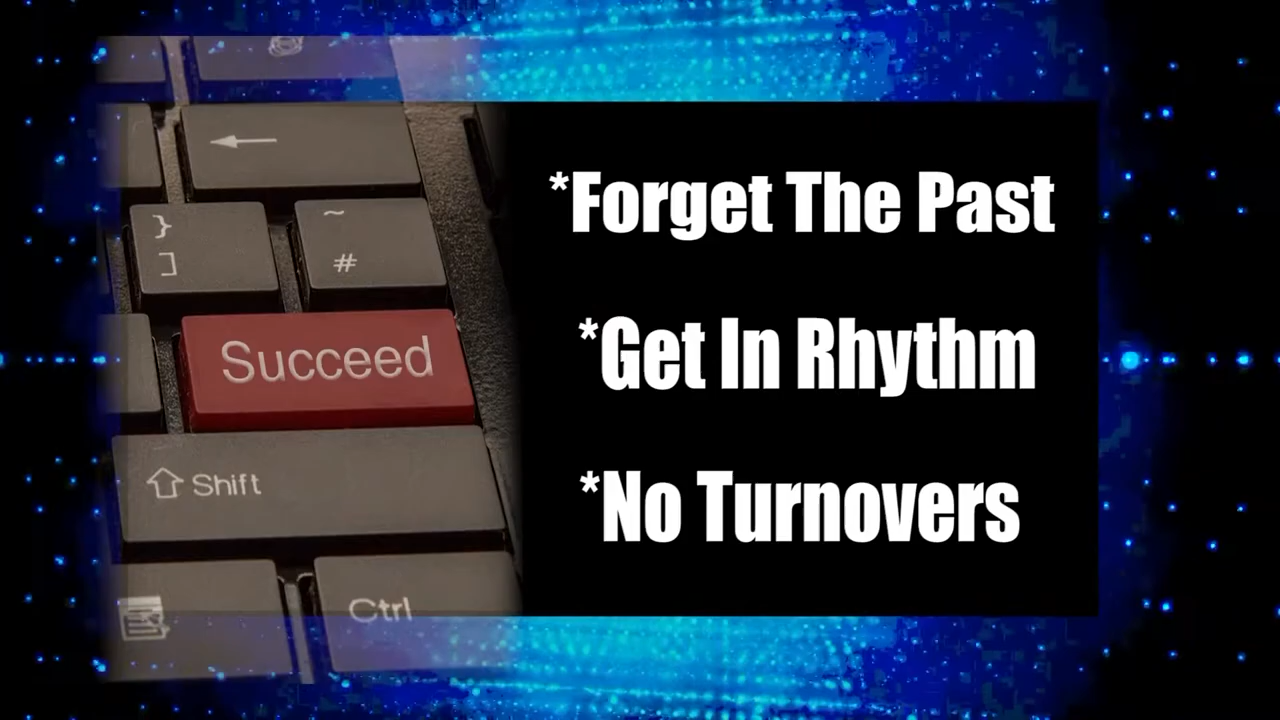 *Forget The Past
*Get In Rhythm
*No Turnovers
←
}
]
~
#
Succeed
⇧ Shift
Ctrl